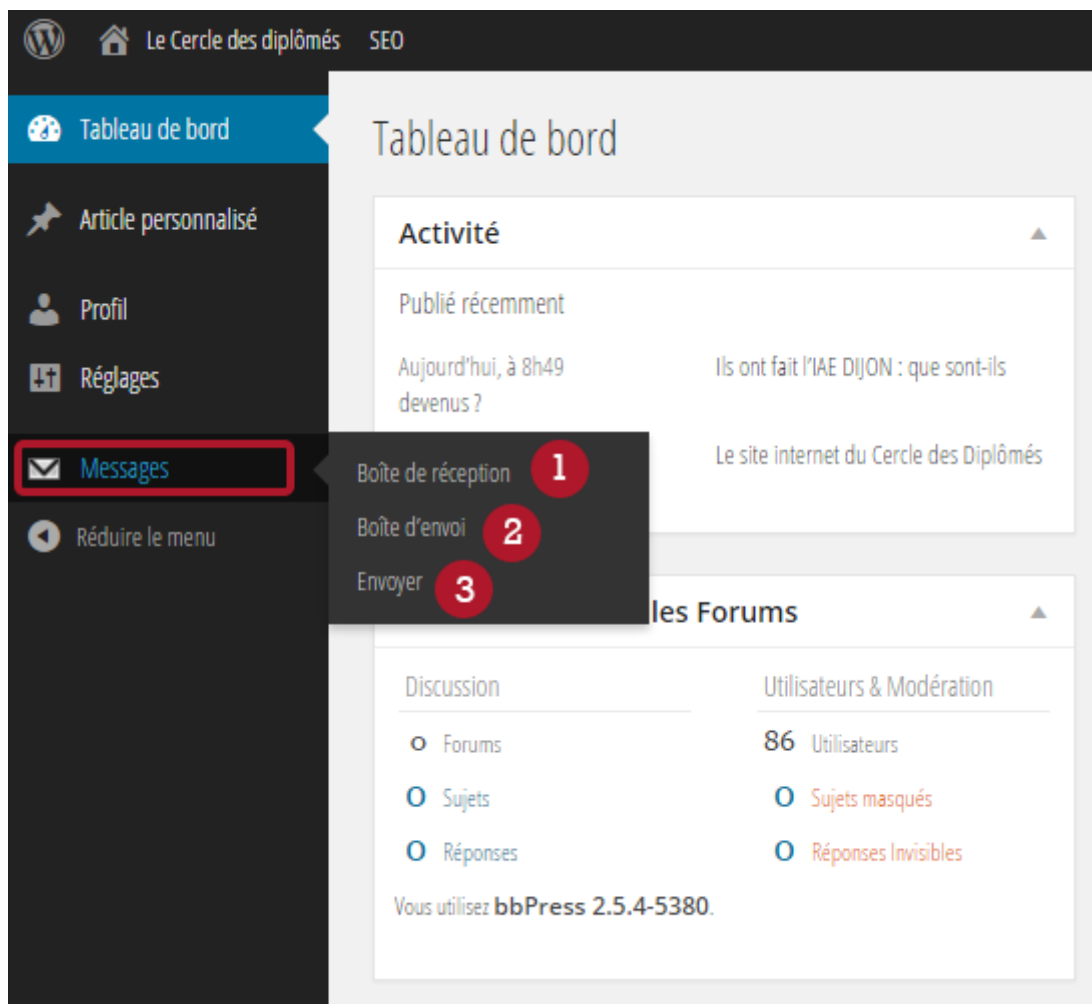 Le Cercle des diplômés SEO
Tableau de bord
Article personnalisé
Profil
Réglages
Messages
Réduire le menu
Boîte de réception 1
Boîte d'envoi 2
Envoyer 3
Tableau de bord
Activité
Publié récemment
Aujourd'hui, à 8h49 Ils ont fait l'IAE DIJON : que sont-ils
devenus ?
Le site internet du Cercle des Diplômés
les Forums
Discussion Utilisateurs & Modération
0 Forums 86 Utilisateurs
0 Sujets 0 Sujets masqués
0 Réponses 0 Réponses Invisibles
Vous utilisez bbPress 2.5.4-5380.